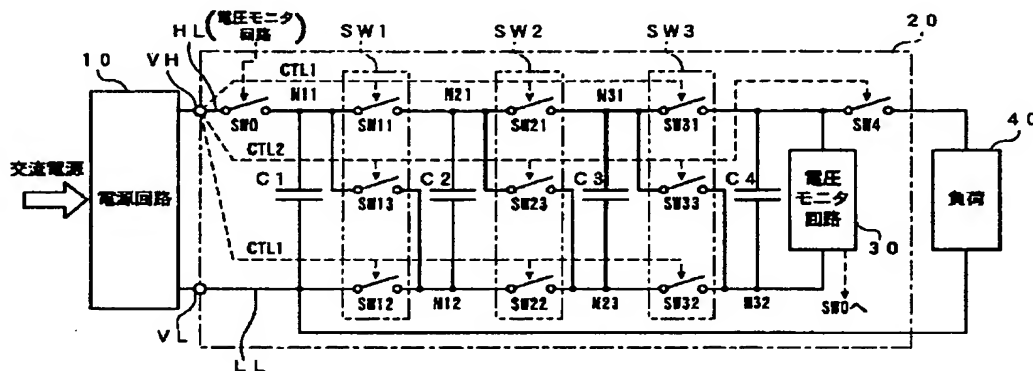 HL(電圧モニタ
回路)
SW1
SW2
SW3
20
10
VH
CTL1
N11
N21
N31
SW0
SW11
SW21
SW31
SW4
40
CTL2
交流電源
電源回路
C1
C2
C3
C4
SW13
SW23
SW33
電圧
モニタ
回路
負荷
30
CTL1
SW12
N12
SW22
N23
SW32
N32
SW0へ
VL
LL